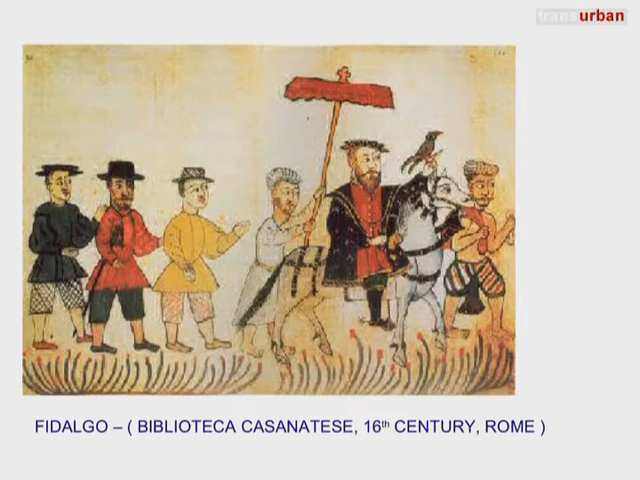 transurban
FIDALGO – ( BIBLIOTECA CASANATESE, 16th CENTURY, ROME )